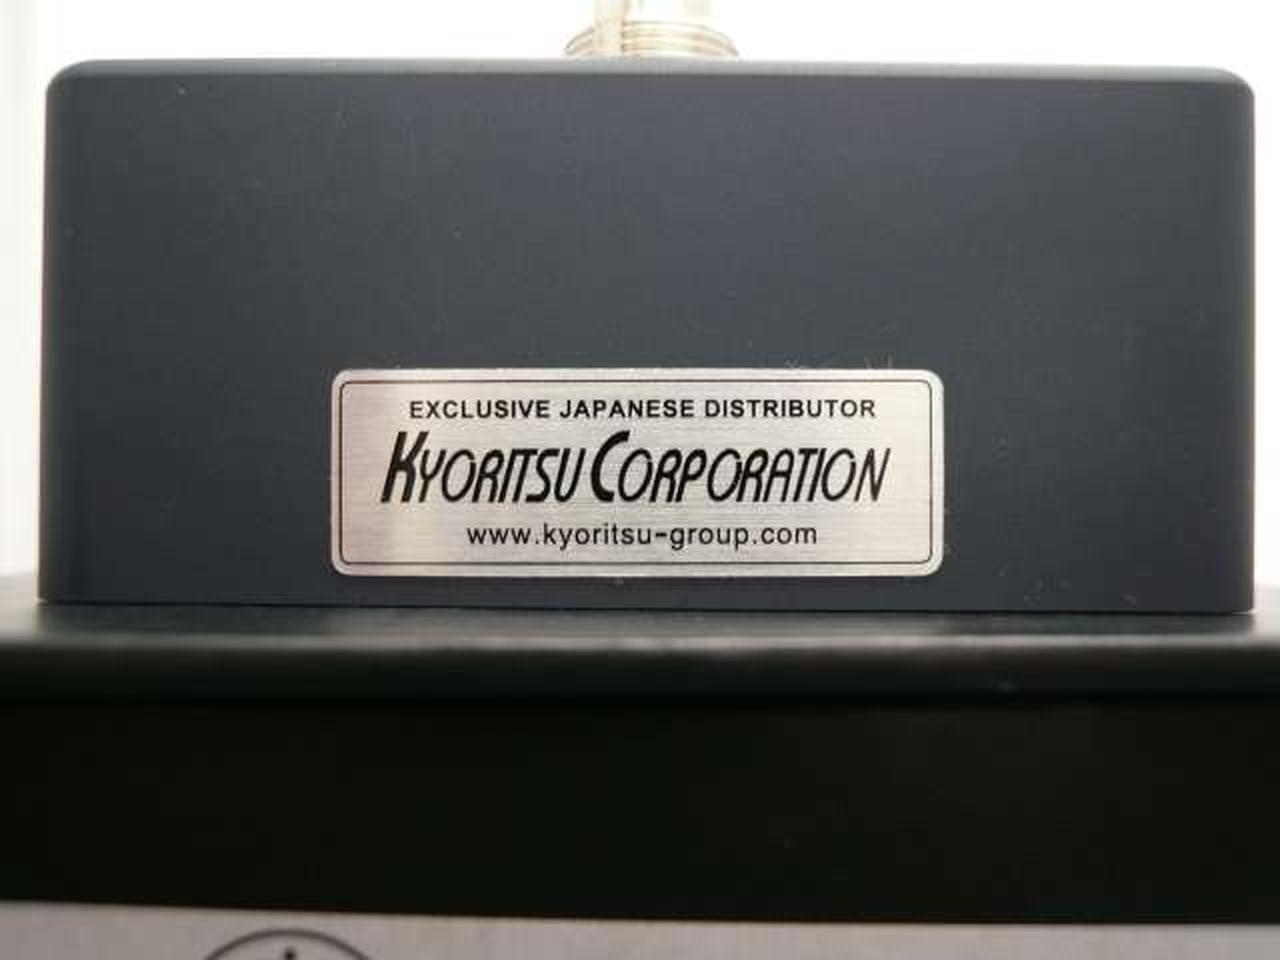 EXCLUSIVE JAPANESE DISTRIBUTOR
KYORITSU CORPORATION
www.kyoritsu-group.com